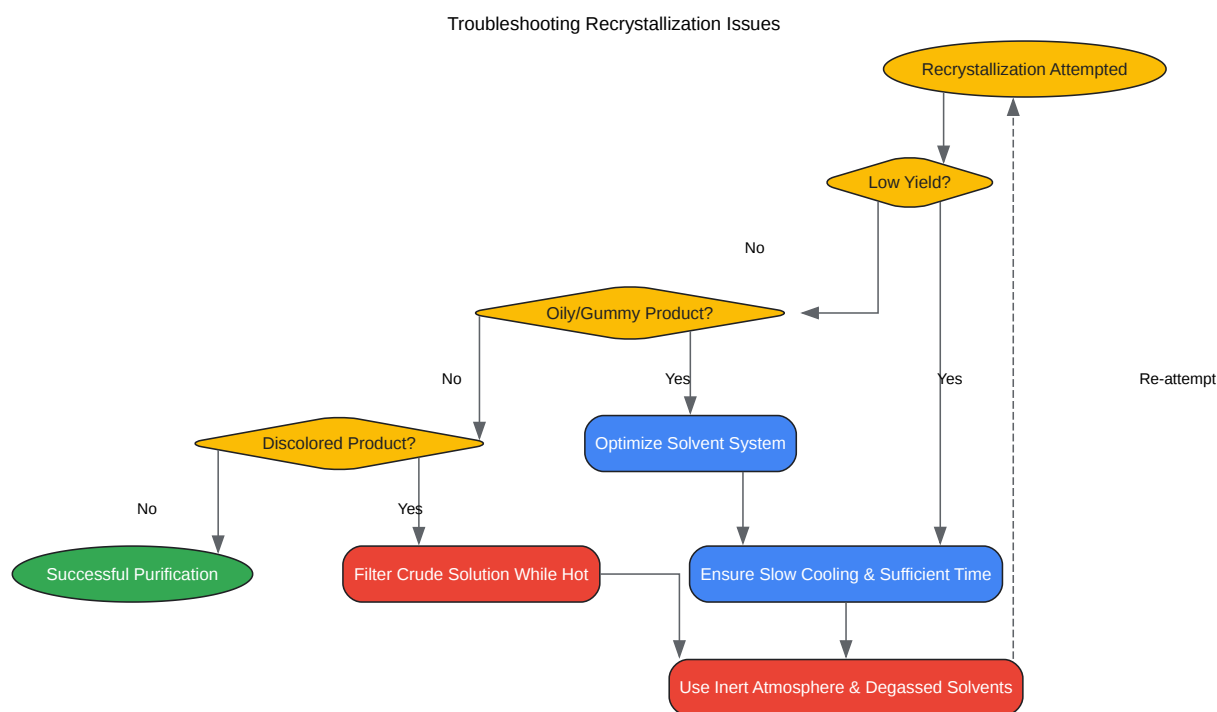 Troubleshooting Recrystallization Issues
Recrystallization Attempted
Low Yield?
No
Oily/Gummy Product?
No
Yes
Yes
Re-attempt
Discolored Product?
Optimize Solvent System
No
Yes
Successful Purification
Filter Crude Solution While Hot
Ensure Slow Cooling & Sufficient Time
Use Inert Atmosphere & Degassed Solvents